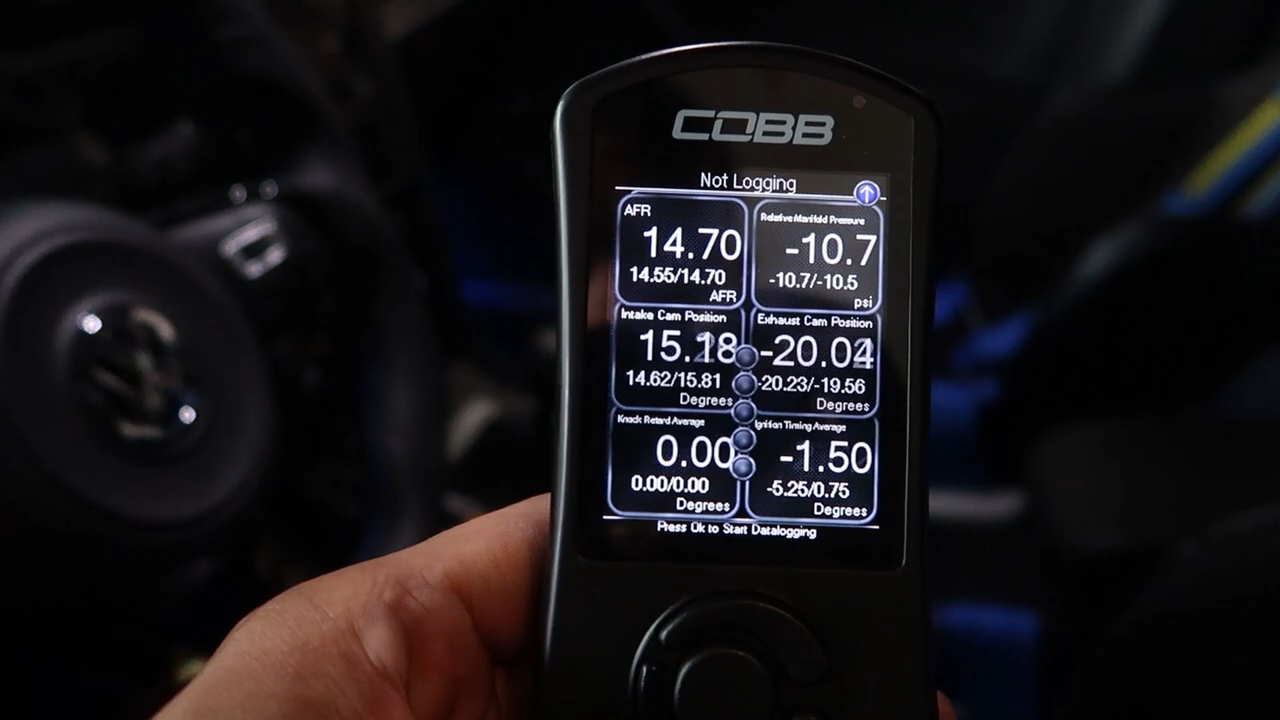 COBB
Not Logging
AFR
14.70
14.55/14.70
AFR
Relative Manifold Pressure
-10.7
-10.7/-10.5
psi
Intake Cam Position
15.18
14.62/15.81
Degrees
Exhaust Cam Position
-20.04
-20.23/-19.56
Degrees
Knock Retard Average
0.00
0.00/0.00
Degrees
Ignition Timing Average
-1.50
-5.25/0.75
Degrees
Press Ok to Start Datalogging